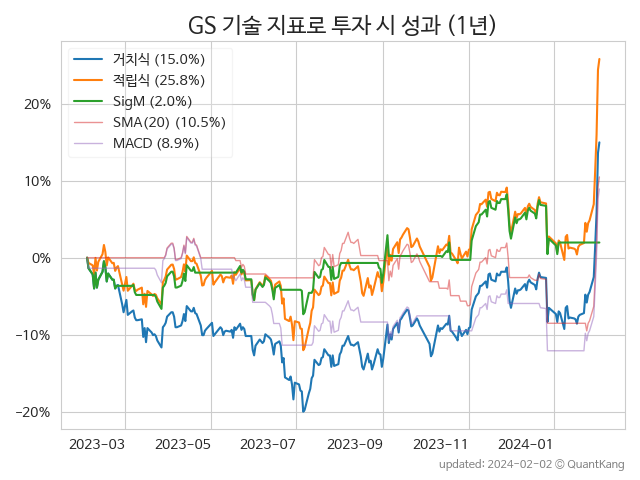 GS 기술 지표로 투자 시 성과 (1년)
거치식 (15.0%)
적립식 (25.8%)
SigM (2.0%)
SMA(20) (10.5%)
MACD (8.9%)
20%
10%
0%
−10%
−20%
2023−03 2023−05 2023−07 2023−09 2023−11 2024−01
updated: 2024-02-02 © QuantKang